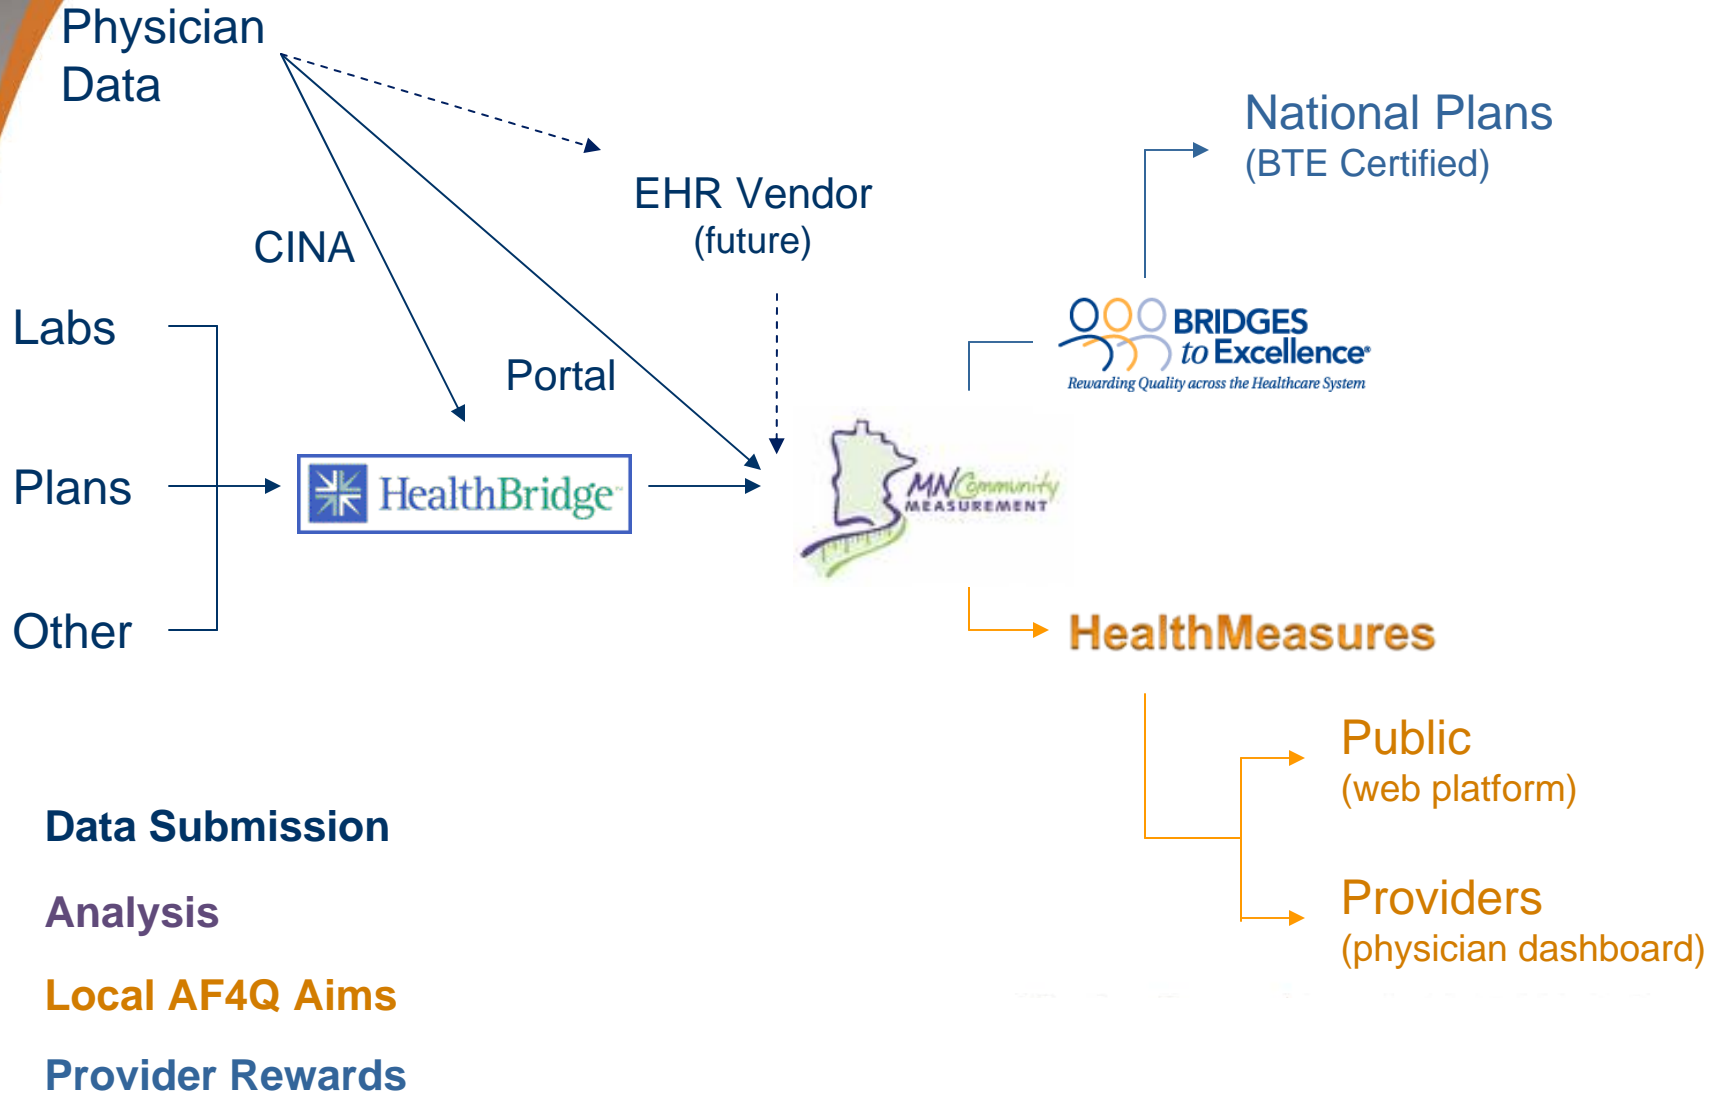 Physician
Data
National Plans
(BTE Certified)
EHR Vendor
(future)
CINA
Labs
BRIDGES
to Excellence®
Rewarding Quality across the Healthcare System
Portal
Plans
HealthBridge™
MN Community
MEASUREMENT
Other
HealthMeasures
Public
(web platform)
Data Submission
Providers
(physician dashboard)
Analysis
Local AF4Q Aims
Provider Rewards